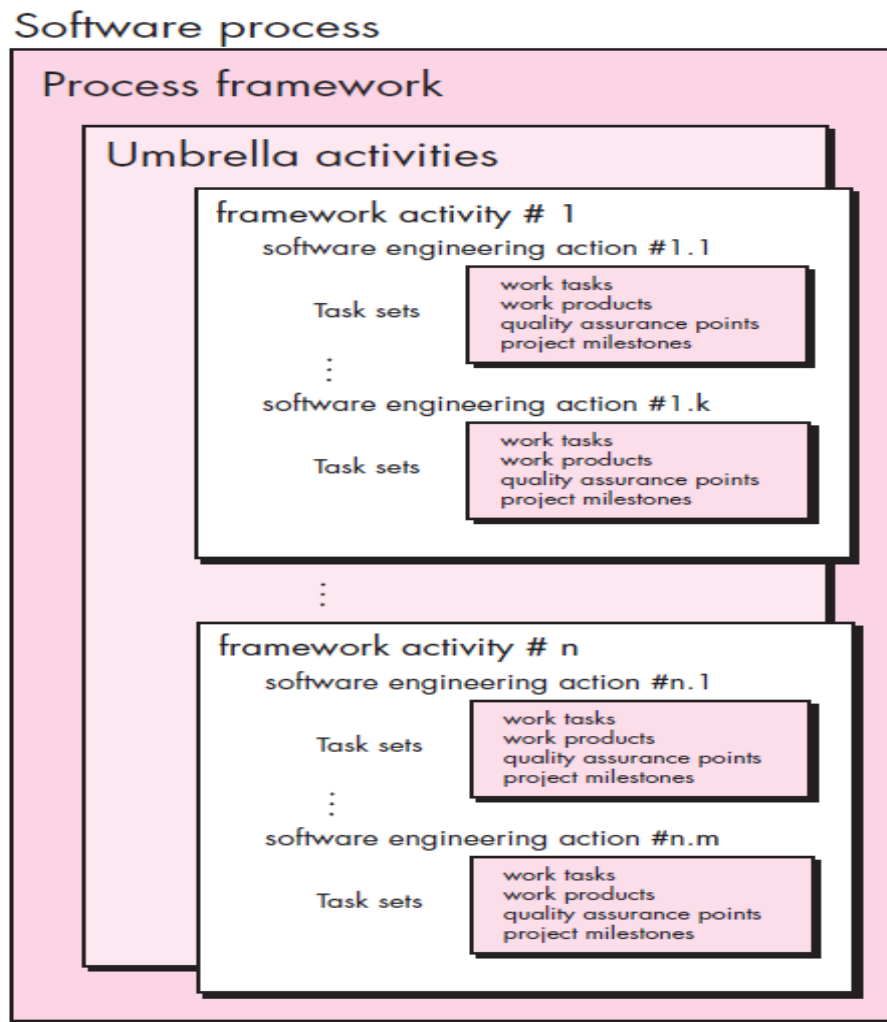 Software process
Process framework
Umbrella activities
framework activity # 1
software engineering action #1.1
Task sets
work tasks
work products
quality assurance points
project milestones
software engineering action #1.k
Task sets
work tasks
work products
quality assurance points
project milestones
framework activity # n
software engineering action #n.1
Task sets
work tasks
work products
quality assurance points
project milestones
software engineering action #n.m
Task sets
work tasks
work products
quality assurance points
project milestones